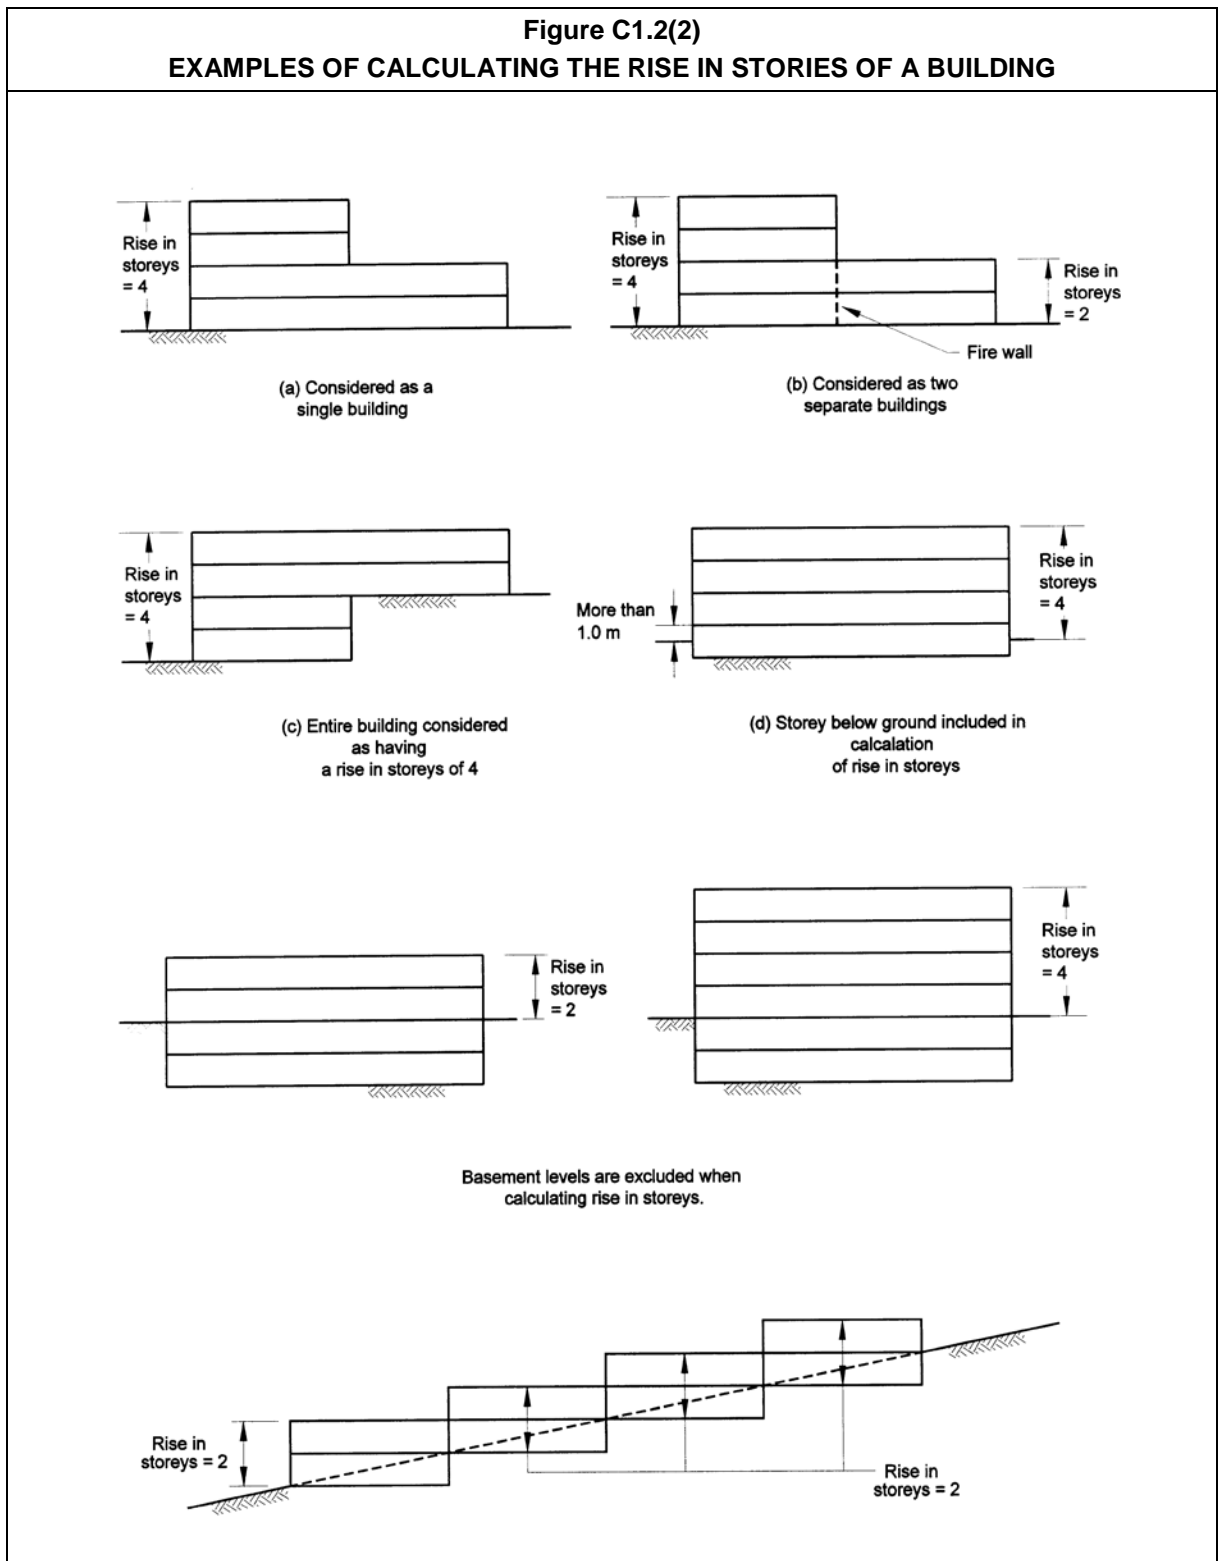 Figure C1.2(2)
EXAMPLES OF CALCULATING THE RISE IN STORIES OF A BUILDING
Rise in
storeys
= 4
(a) Considered as a
single building
Rise in
storeys
= 4
Rise in
storeys
= 2
Fire wall
(b) Considered as two
separate buildings
Rise in
storeys
= 4
(c) Entire building considered
as having
a rise in storeys of 4
More than
1.0 m
Rise in
storeys
= 4
(d) Storey below ground included in
calcalation
of rise in storeys
Rise in
storeys
= 2
Rise in
storeys
= 4
Basement levels are excluded when
calculating rise in storeys.
Rise in
storeys = 2
Rise in
storeys = 2